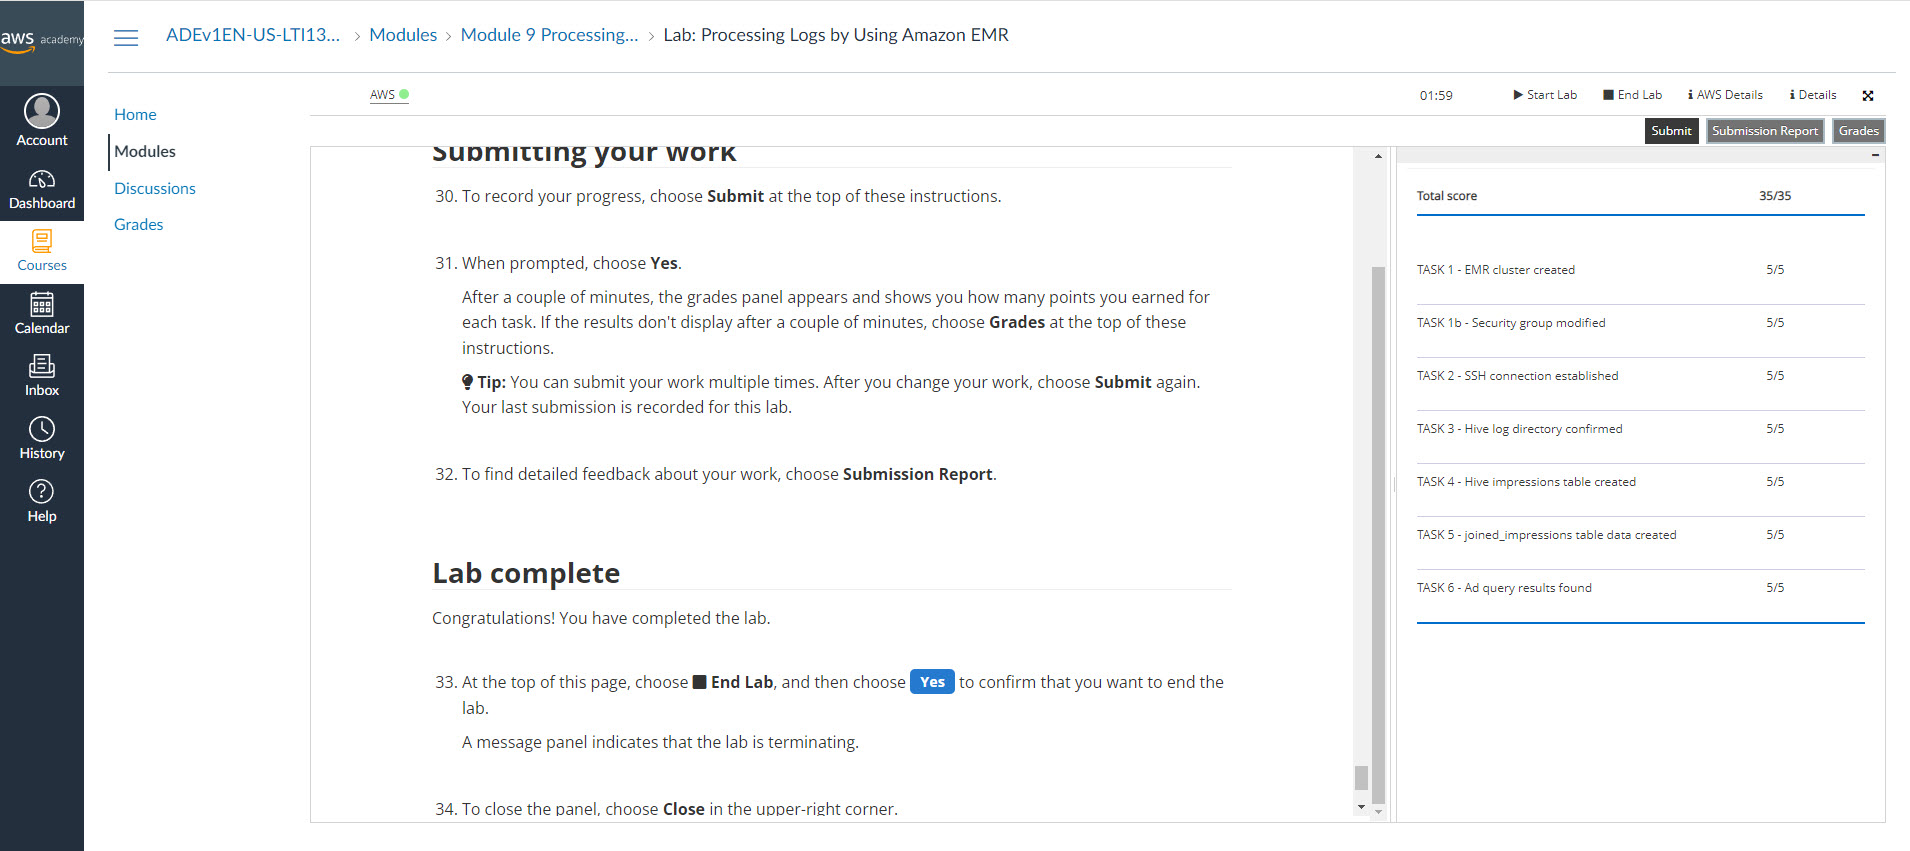 aws academy
ADEv1EN-US-LTI13... > Modules > Module 9 Processing... > Lab: Processing Logs by Using Amazon EMR
Account
Dashboard
Courses
Calendar
Inbox
History
Help
Home
Modules
Discussions
Grades
AWS
01:59
Start Lab
End Lab
AWS Details
Details
Submit
Submission Report
Grades
Submitting your work
30. To record your progress, choose Submit at the top of these instructions.
31. When prompted, choose Yes.
After a couple of minutes, the grades panel appears and shows you how many points you earned for
each task. If the results don't display after a couple of minutes, choose Grades at the top of these
instructions.
Tip: You can submit your work multiple times. After you change your work, choose Submit again.
Your last submission is recorded for this lab.
32. To find detailed feedback about your work, choose Submission Report.
Lab complete
Congratulations! You have completed the lab.
33. At the top of this page, choose End Lab, and then choose Yes to confirm that you want to end the
lab.
A message panel indicates that the lab is terminating.
34. To close the panel, choose Close in the upper-right corner.
Total score 35/35
TASK 1 - EMR cluster created 5/5
TASK 1b - Security group modified 5/5
TASK 2 - SSH connection established 5/5
TASK 3 - Hive log directory confirmed 5/5
TASK 4 - Hive impressions table created 5/5
TASK 5 - joined_impressions table data created 5/5
TASK 6 - Ad query results found 5/5